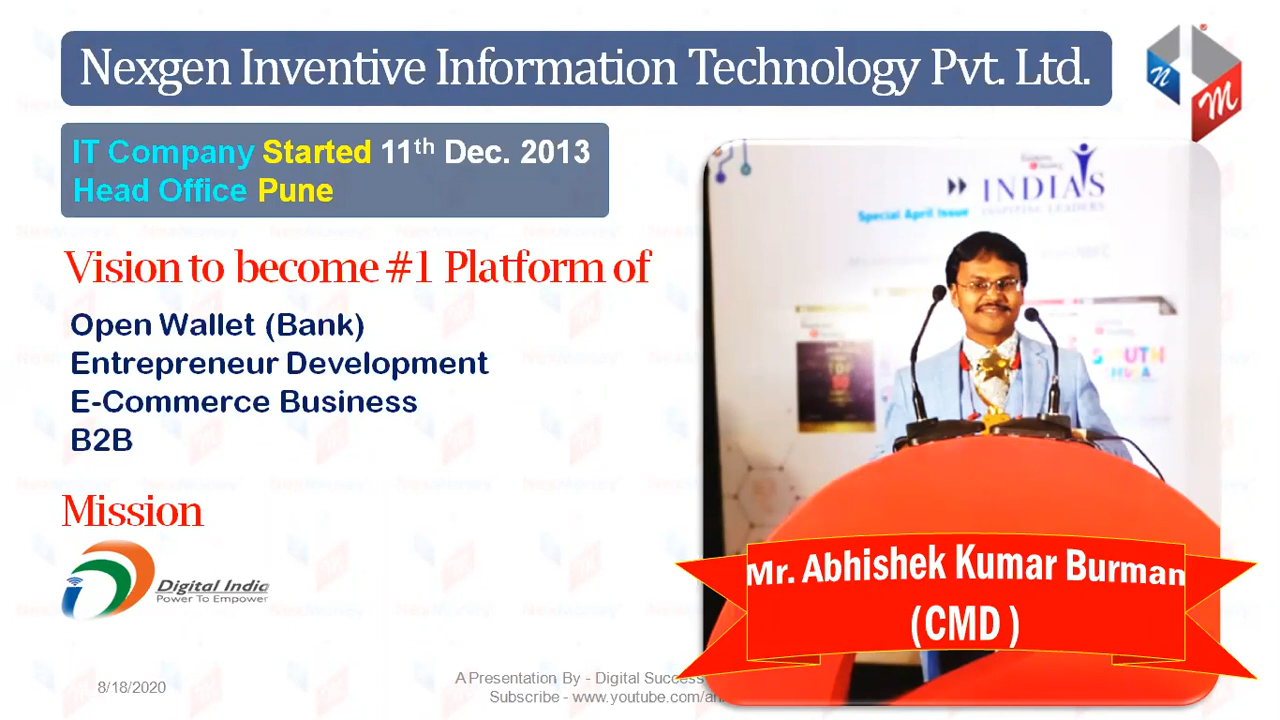 Nexgen Inventive Information Technology Pvt. Ltd.
n
M
IT Company Started 11th Dec. 2013
Head Office Pune
INDIA'S
Special April Issue
Vision to become #1 Platform of
Open Wallet (Bank)
Entrepreneur Development
E-Commerce Business
B2B
Mission
Digital India
Power To Empower
Mr. Abhishek Kumar Burman
(CMD )
8/18/2020
A Presentation By - Digital Success
Subscribe - www.youtube.com/